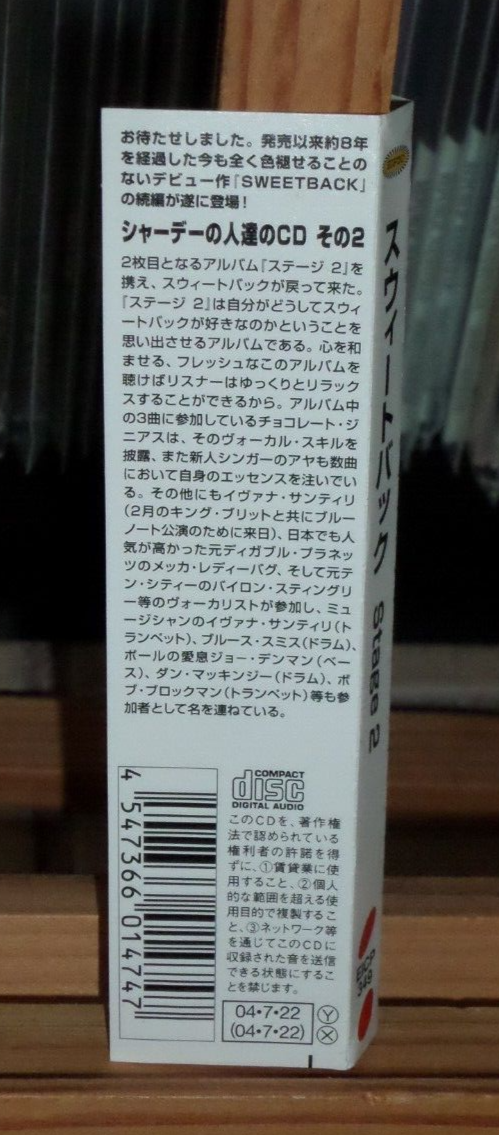 お待たせしました。発売以来約8年
を経過した今も全く色褪せることの
ないデビュー作『SWEETBACK』
の続編が遂に登場！
シャーデーの人達のCD その2
2枚目となるアルバム『ステージ 2』を
携え、スウィートバックが戻って来た。
『ステージ 2』は自分がどうしてスウィ
ートバックが好きなのかということを
思い出させるアルバムである。心を和
ませる、フレッシュなこのアルバムを
聴けばリスナーはゆっくりとリラック
スすることができるから。アルバム中
の3曲に参加しているチョコレート・ジ
ニアスは、そのヴォーカル・スキルを
披露、また新人シンガーのアヤも数曲
において自身のエッセンスを注いでい
る。その他にもイヴァナ・サンティリ
(2月のキング・ブリットと共にブルー
ノート公演のために来日)、日本でも人
気が高かった元ディガブル・プラネッ
ツのメッカ・レディーバグ、そして元テ
ン・シティーのバイロン・スティングリ
ー等のヴォーカリストが参加し、ミュ
ージシャンのイヴァナ・サンティリ(ト
ランペット)、ブルース・スミス(ドラム)、
ポールの愛息ジョー・デンマン(ベー
ス)、ダン・マッキンジー(ドラム)、ボ
ブ・ブロックマン(トランペット)等も参
加者として名を連ねている。
4 547366 014747
COMPACT
disc
DIGITAL AUDIO
このCDを、著作権
法で認められている
権利者の許諾を得
ずに、①賃貸業に使
用すること、②個人
的な範囲を超える使
用目的で複製するこ
と、③ネットワーク等
を通じてこのCDに
収録された音を送信
できる状態にするこ
とを禁じます。
04・7・22 Ⓨ
(04・7・22) Ⓧ
スウィートバック Stage 2
EICP
349